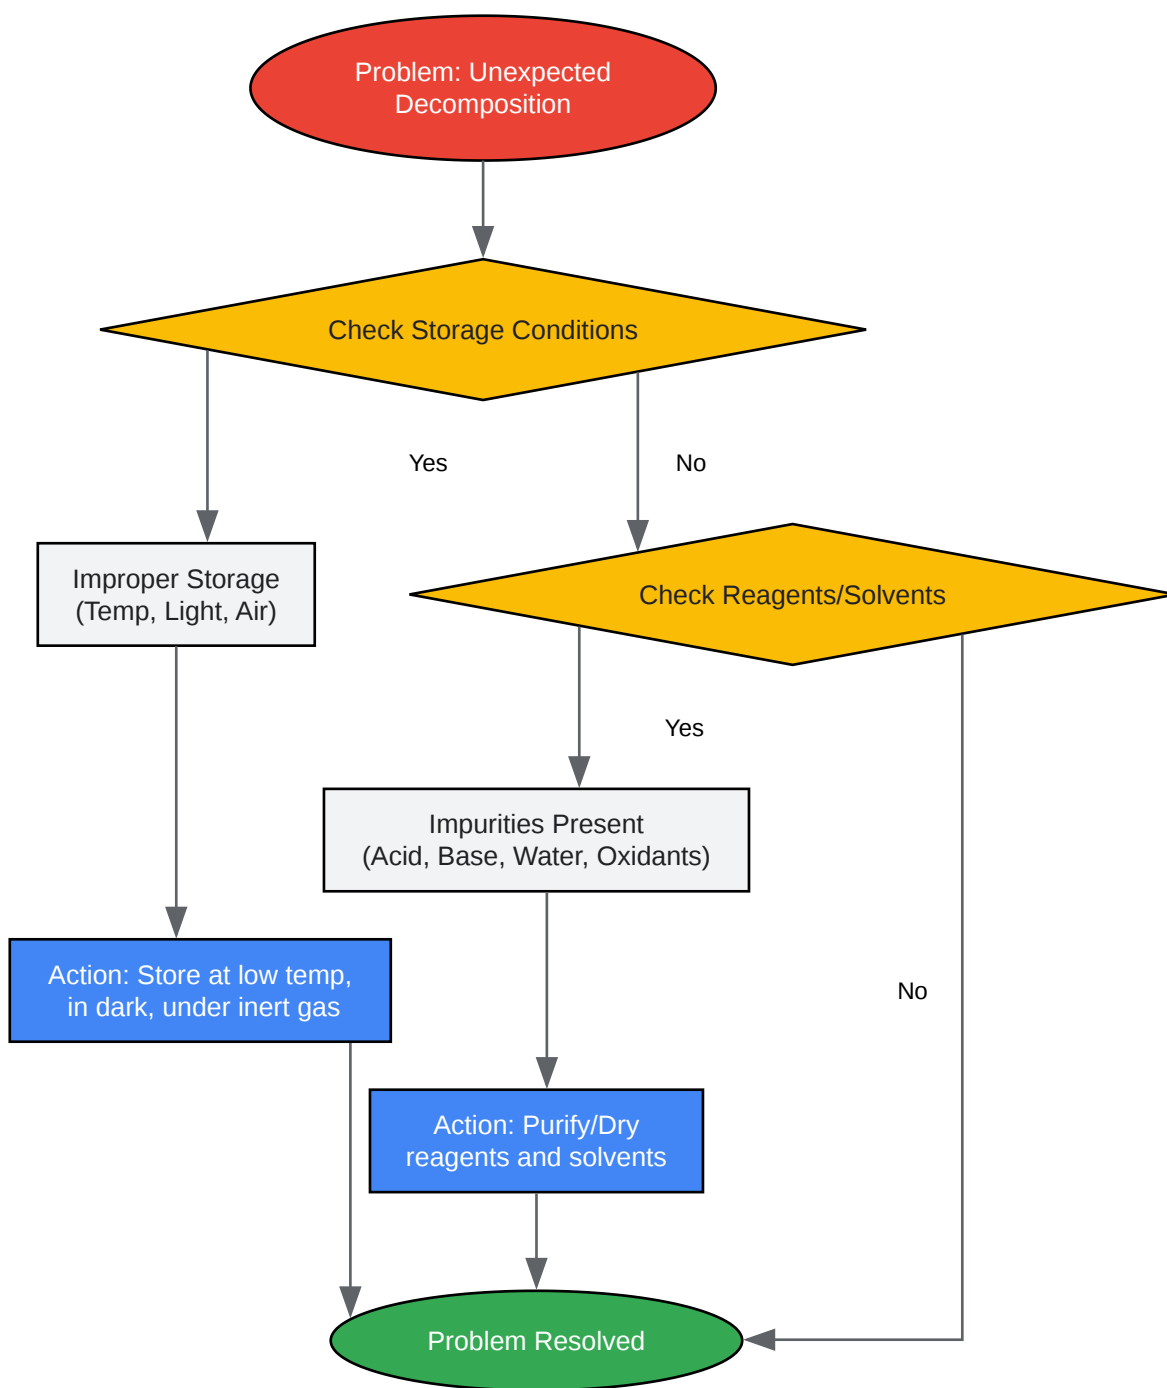 Problem: Unexpected
Decomposition
Check Storage Conditions
Yes
No
Improper Storage
(Temp, Light, Air)
Check Reagents/Solvents
Yes
Impurities Present
(Acid, Base, Water, Oxidants)
Action: Store at low temp,
in dark, under inert gas
No
Action: Purify/Dry
reagents and solvents
Problem Resolved